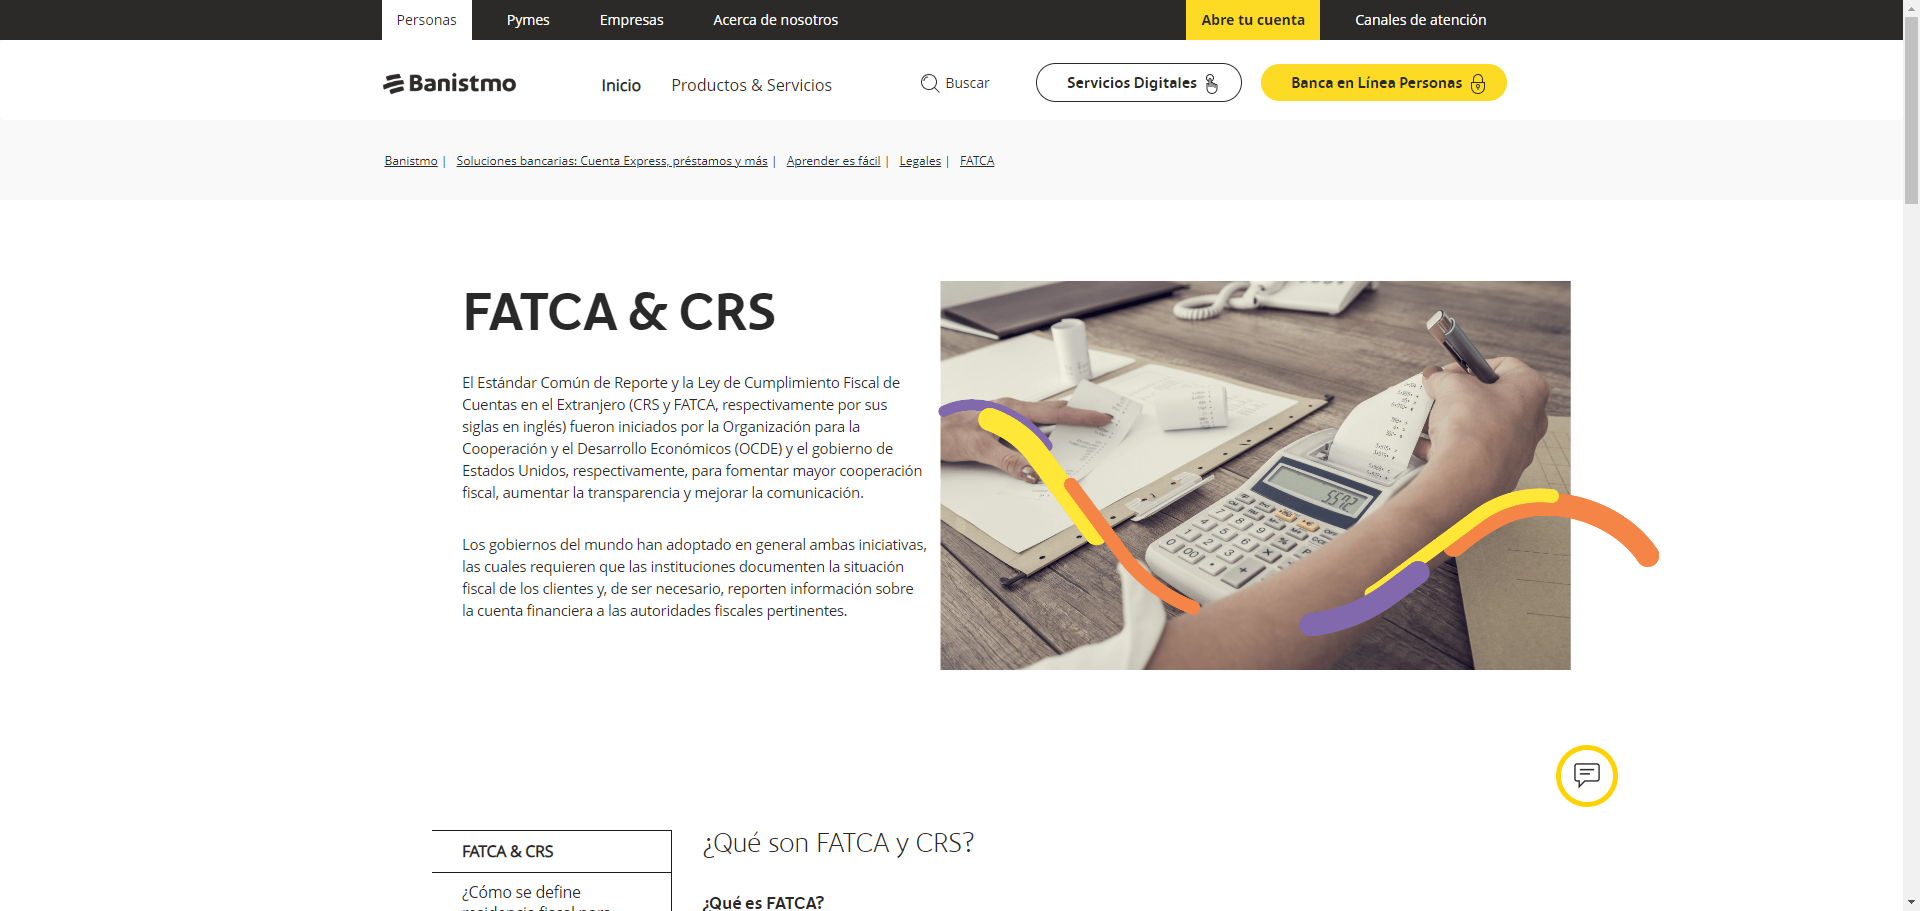 Personas Pymes Empresas Acerca de nosotros Abre tu cuenta Canales de atención
Banistmo Inicio Productos & Servicios Buscar Servicios Digitales Banca en Línea Personas
Banistmo | Soluciones bancarias: Cuenta Express, préstamos y más | Aprender es fácil | Legales | FATCA
FATCA & CRS
El Estándar Común de Reporte y la Ley de Cumplimiento Fiscal de
Cuentas en el Extranjero (CRS y FATCA, respectivamente por sus
siglas en inglés) fueron iniciados por la Organización para la
Cooperación y el Desarrollo Económicos (OCDE) y el gobierno de
Estados Unidos, respectivamente, para fomentar mayor cooperación
fiscal, aumentar la transparencia y mejorar la comunicación.
Los gobiernos del mundo han adoptado en general ambas iniciativas,
las cuales requieren que las instituciones documenten la situación
fiscal de los clientes y, de ser necesario, reporten información sobre
la cuenta financiera a las autoridades fiscales pertinentes.
FATCA & CRS
¿Cómo se define
¿Qué son FATCA y CRS?
¿Qué es FATCA?